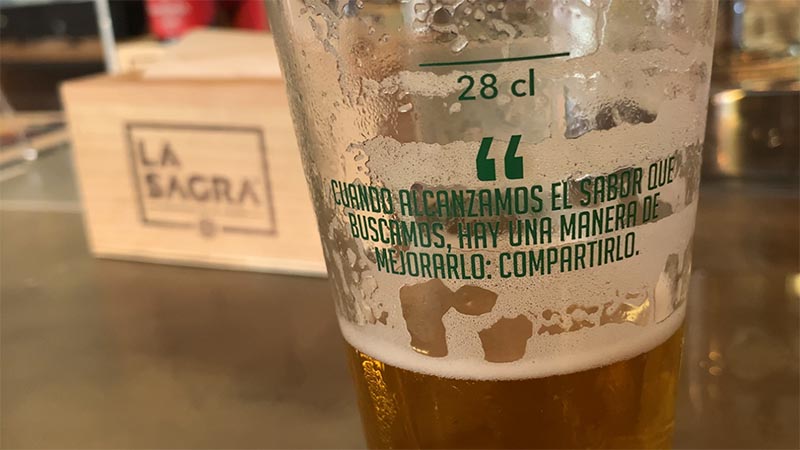 28 cl
“
CUANDO ALCANZAMOS EL SABOR QUE
BUSCAMOS, HAY UNA MANERA DE
MEJORARLO: COMPARTIRLO.
LA
SAGRA